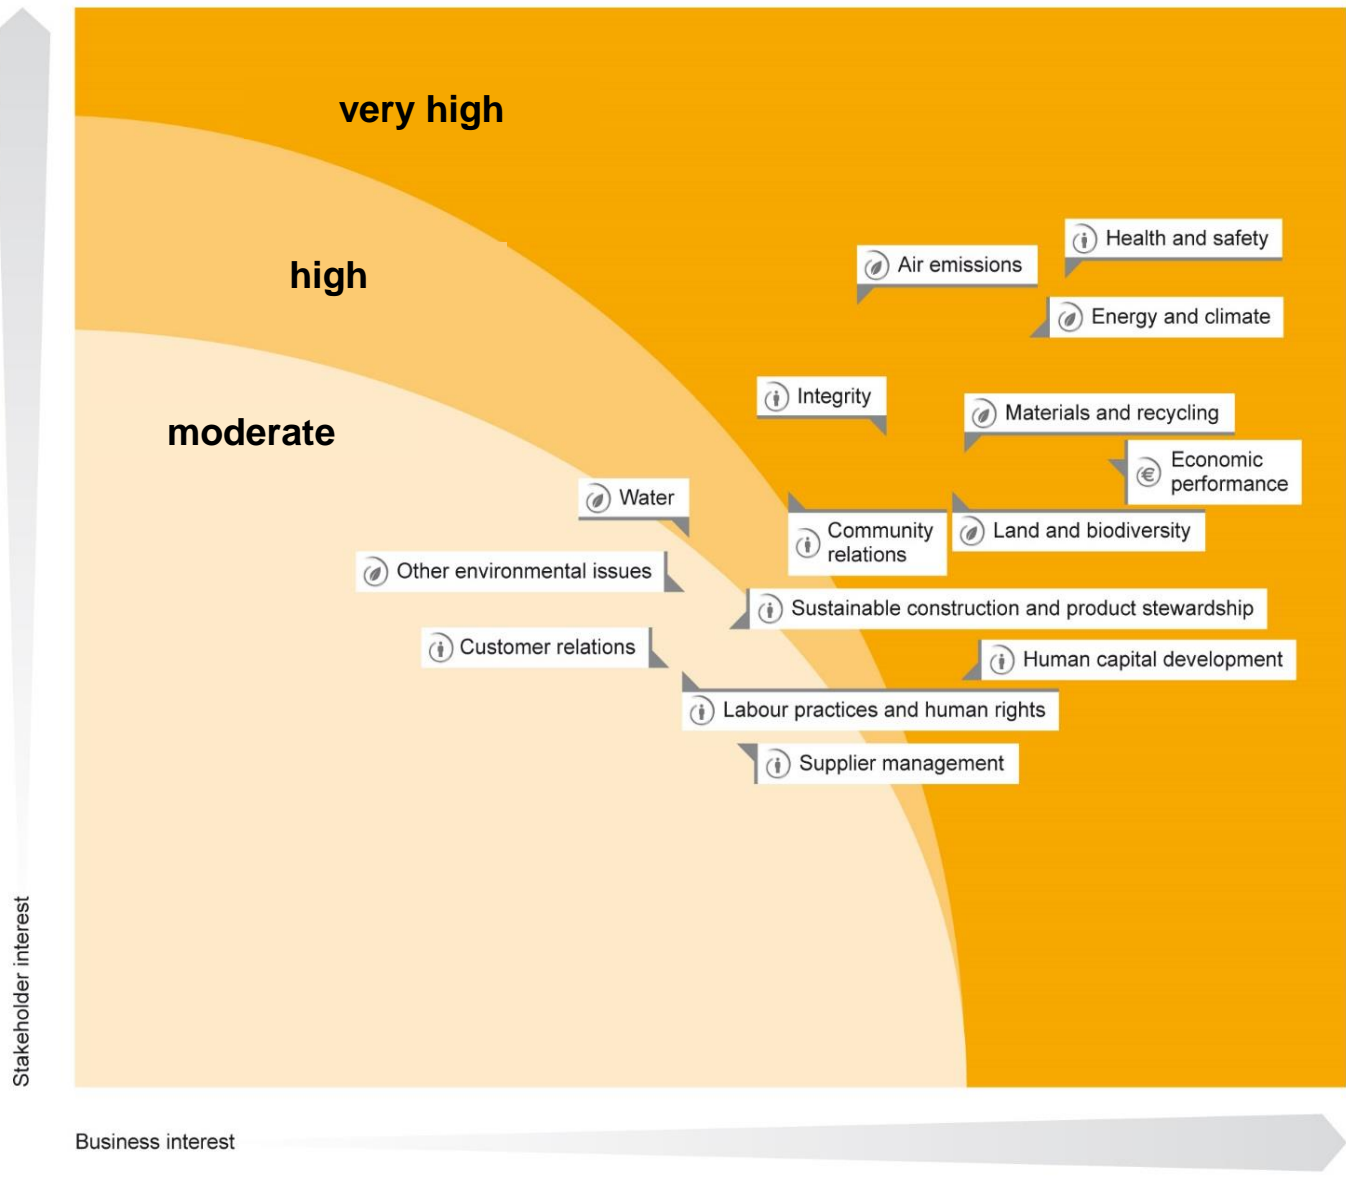 very high
Health and safety
Air emissions
high
Energy and climate
Integrity
Materials and recycling
moderate
Economic
performance
€
Water
Community
relations
Land and biodiversity
Other environmental issues
Sustainable construction and product stewardship
Customer relations
Human capital development
Labour practices and human rights
Supplier management
Stakeholder interest
Business interest